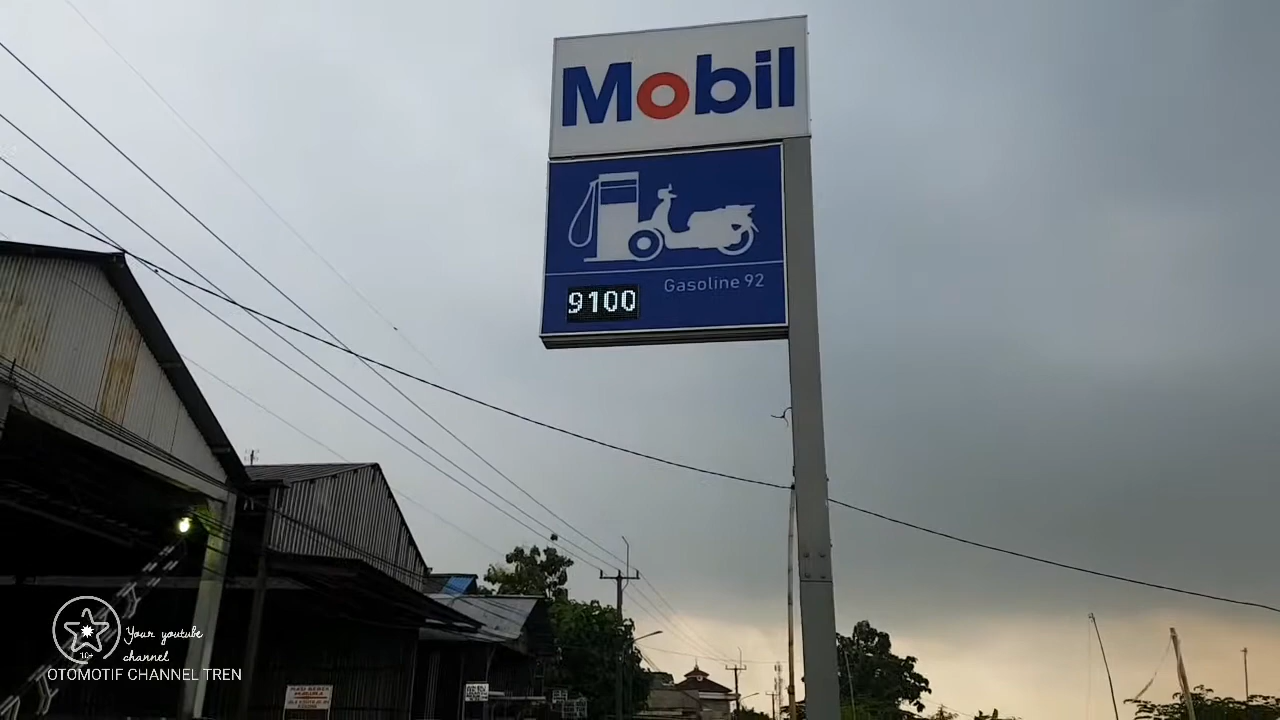 Mobil
Gasoline 92
9100
Your youtube
channel
OTOMOTIF CHANNEL TREN